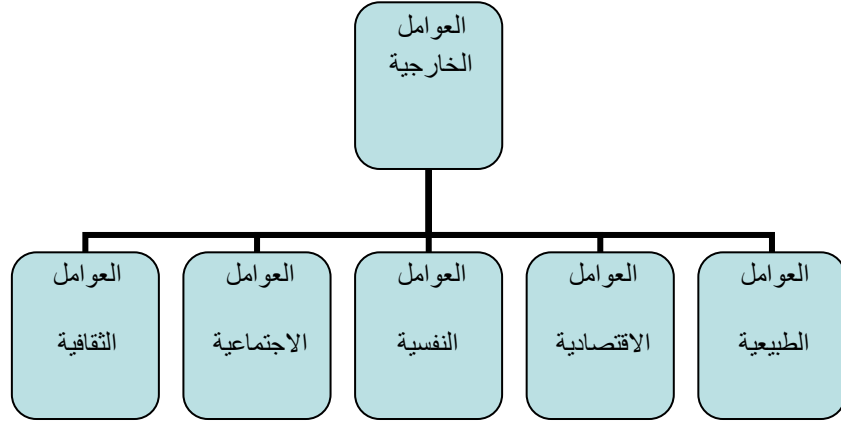 العوامل
الخارجية
العوامل
الطبيعية
العوامل
الاقتصادية
العوامل
النفسية
العوامل
الاجتماعية
العوامل
الثقافية